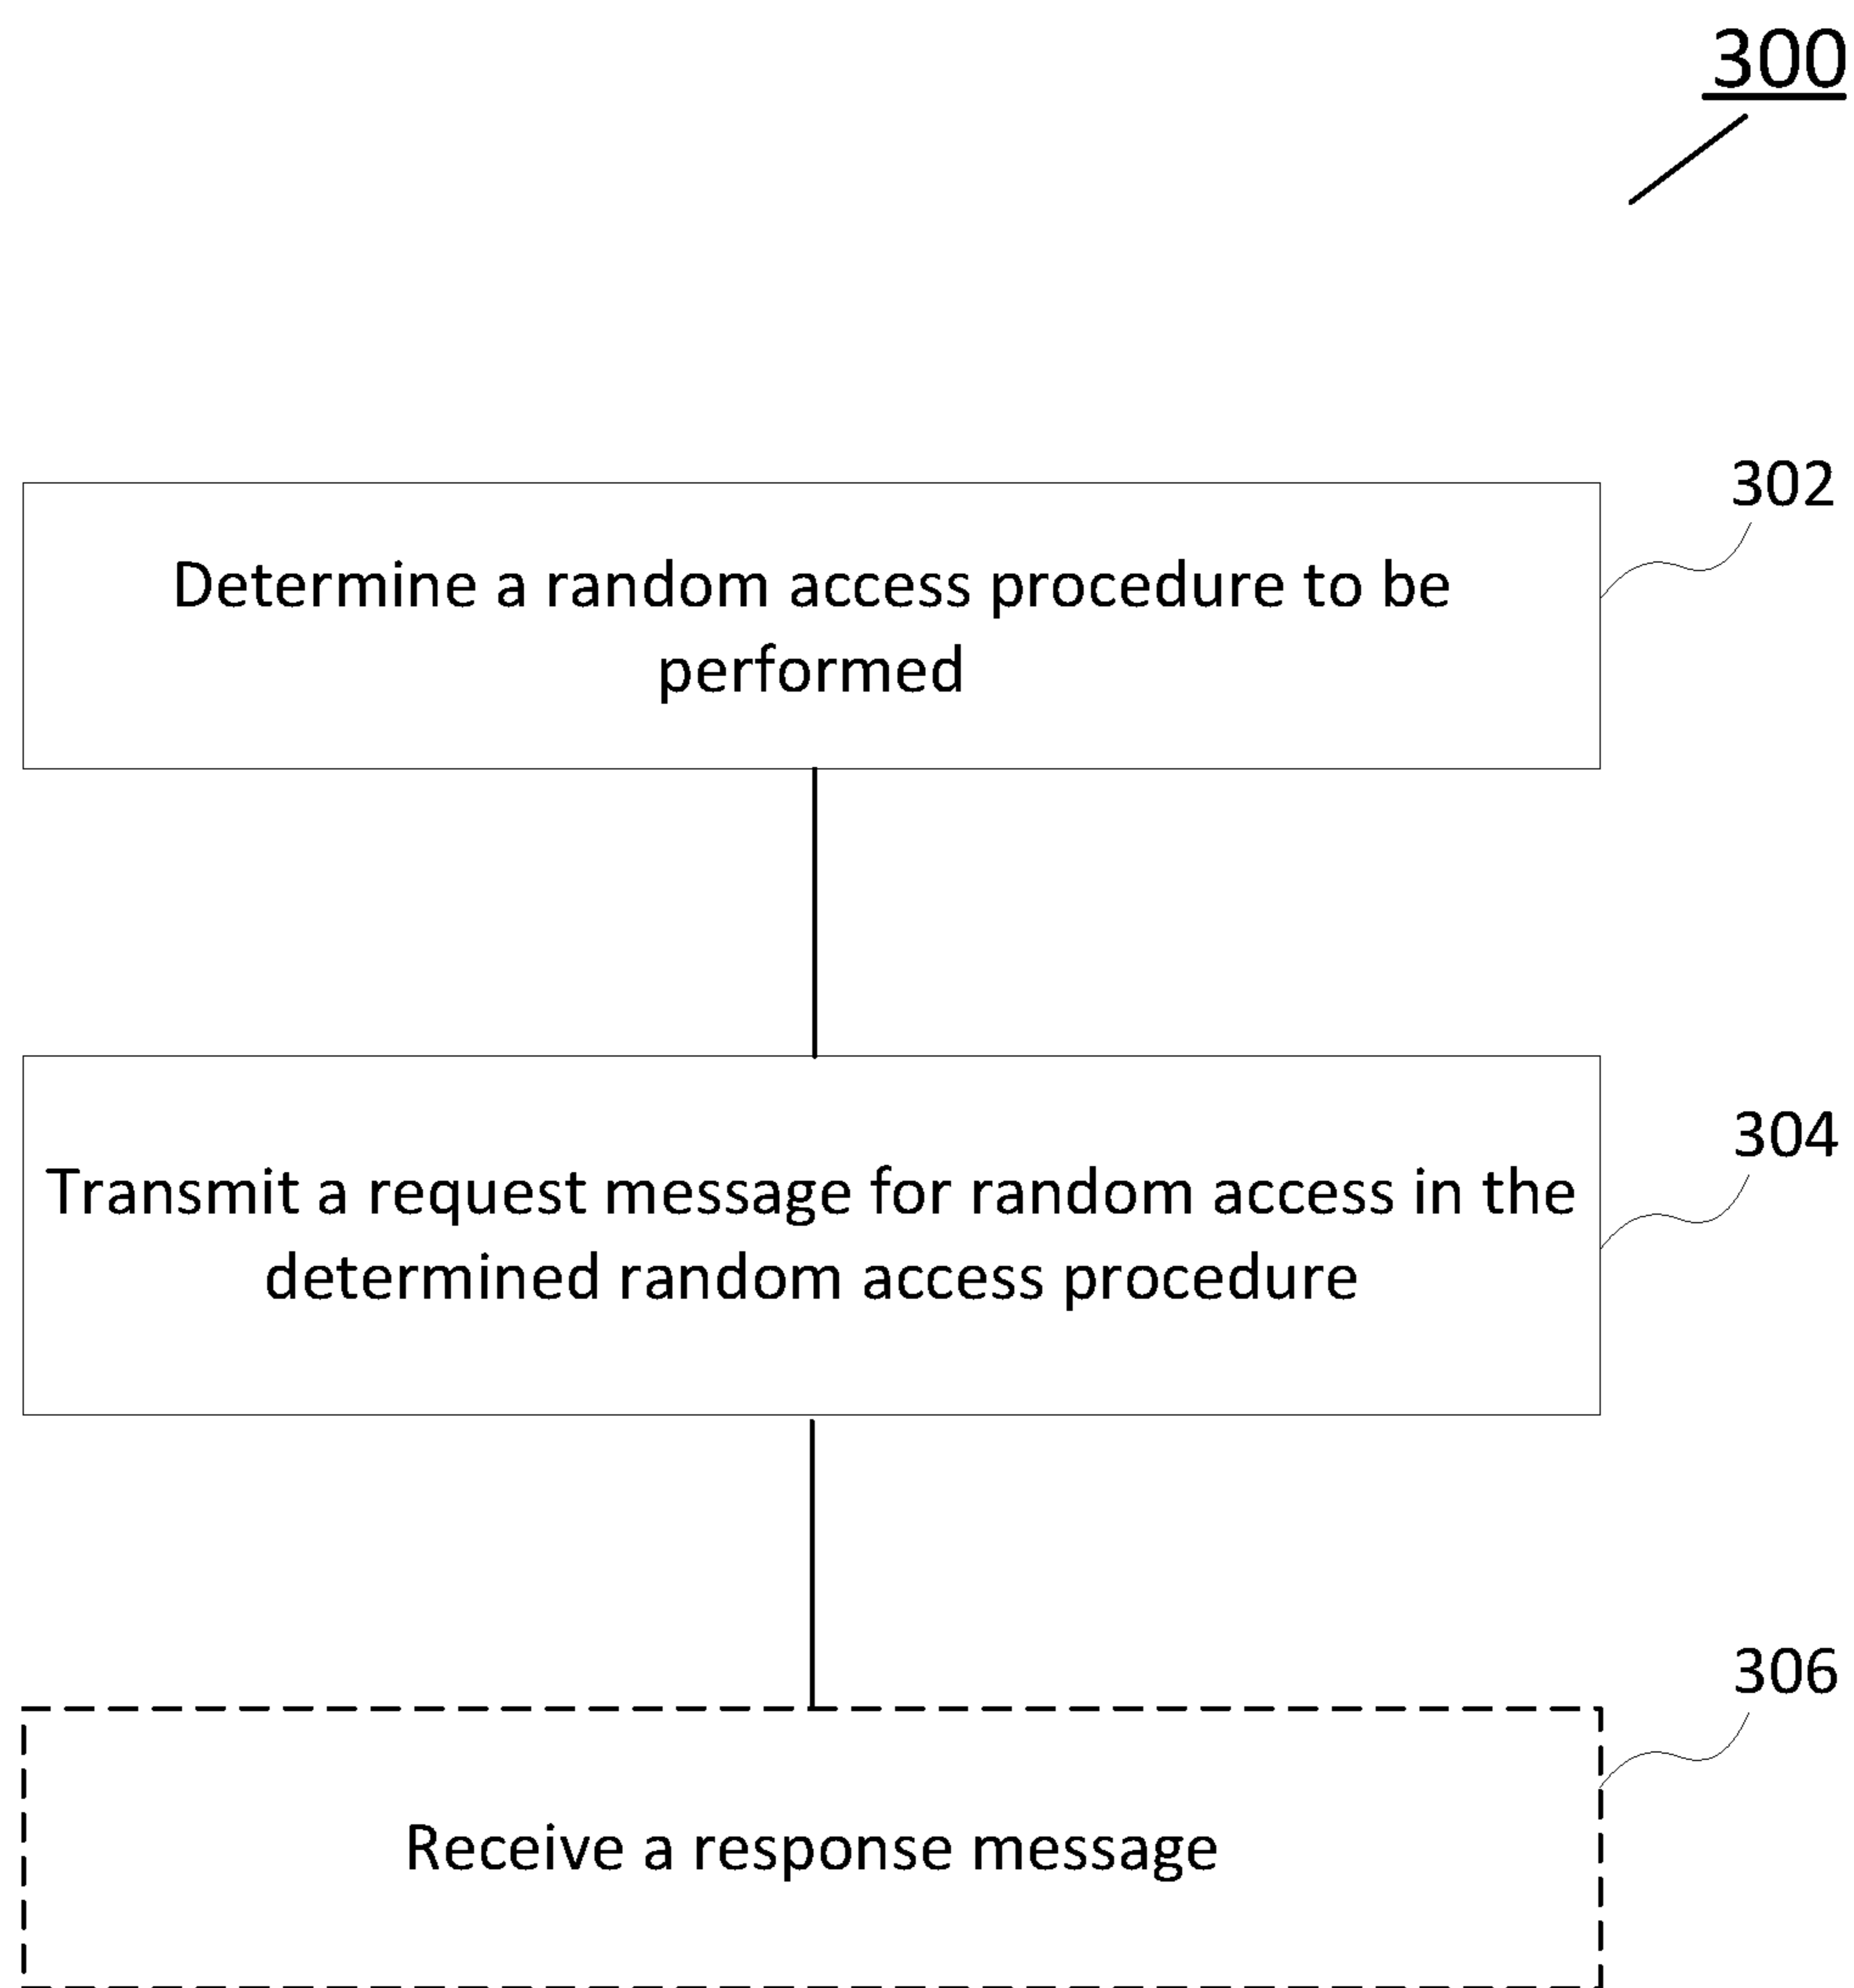 300
302
Determine a random access procedure to be
performed
304
Transmit a request message for random access in the
determined random access procedure
306
Receive a response message